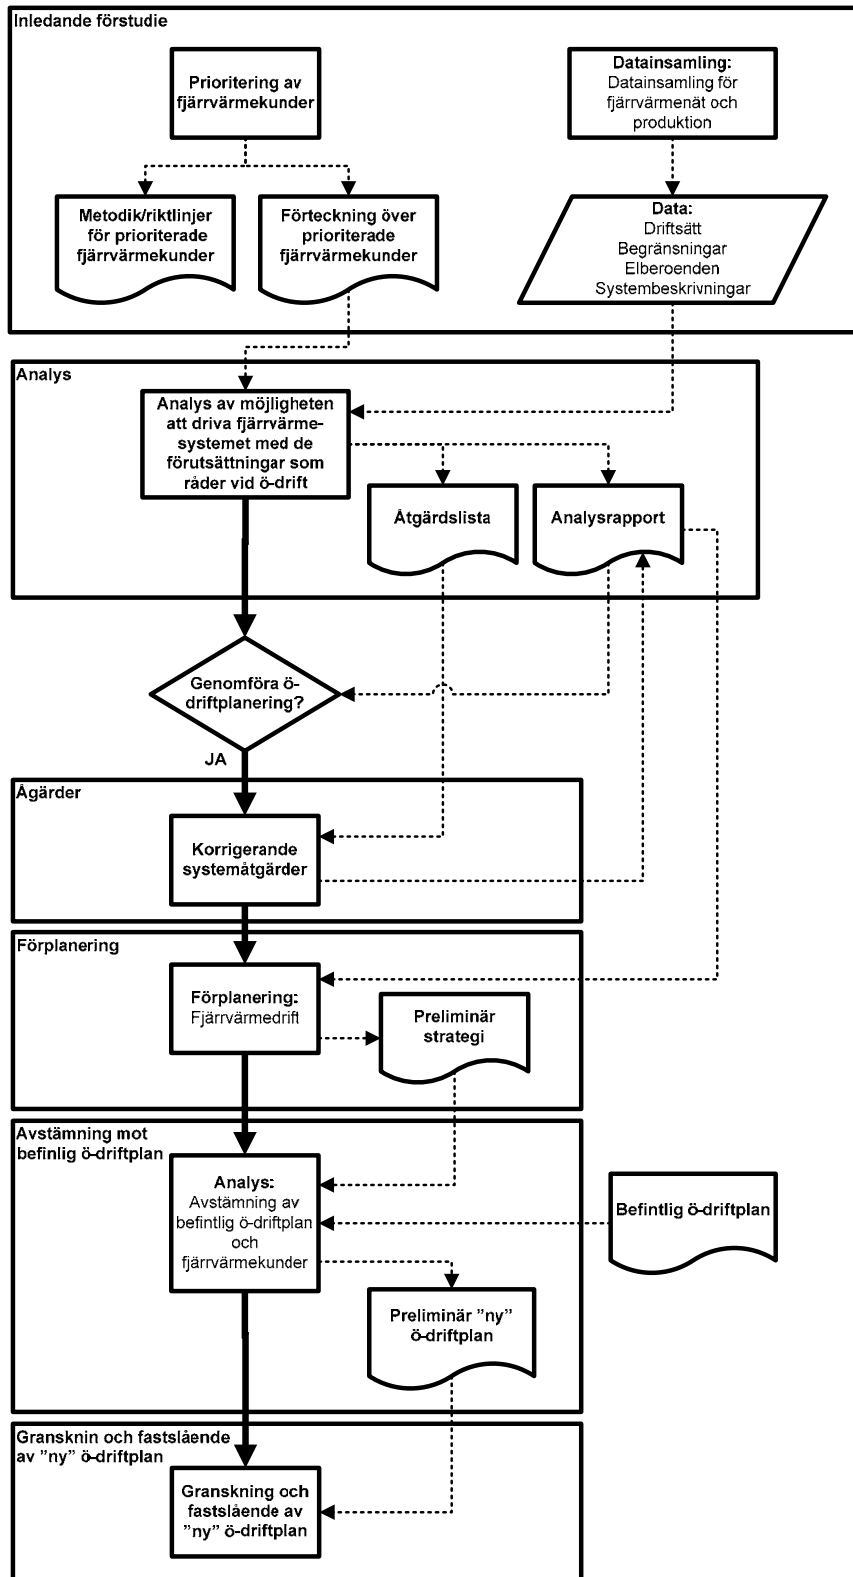 Inledande förstudie
Prioritering av
fjärrvärmekunder
Datainsamling:
Datainsamling för
fjärrvärmenät och
produktion
Metodik/riktlinjer
för prioriterade
fjärrvärmekunder
Förteckning över
prioriterade
fjärrvärmekunder
Data:
Driftsätt
Begränsningar
Elberoenden
Systembeskrivningar
Analys
Analys av möjligheten
att driva fjärrvärme-
systemet med de
förutsättningar som
råder vid ö-drift
Åtgärdslista
Analysrapport
Genomföra ö-
driftplanering?
JA
Ågärder
Korrigerande
systemåtgärder
Förplanering
Förplanering:
Fjärrvärmedrift
Preliminär
strategi
Avstämning mot
befinlig ö-driftplan
Analys:
Avstämning av
befintlig ö-driftplan
och
fjärrvärmekunder
Befintlig ö-driftplan
Preliminär ”ny”
ö-driftplan
Gransknin och fastslående
av ”ny” ö-driftplan
Granskning och
fastslående av
”ny” ö-driftplan